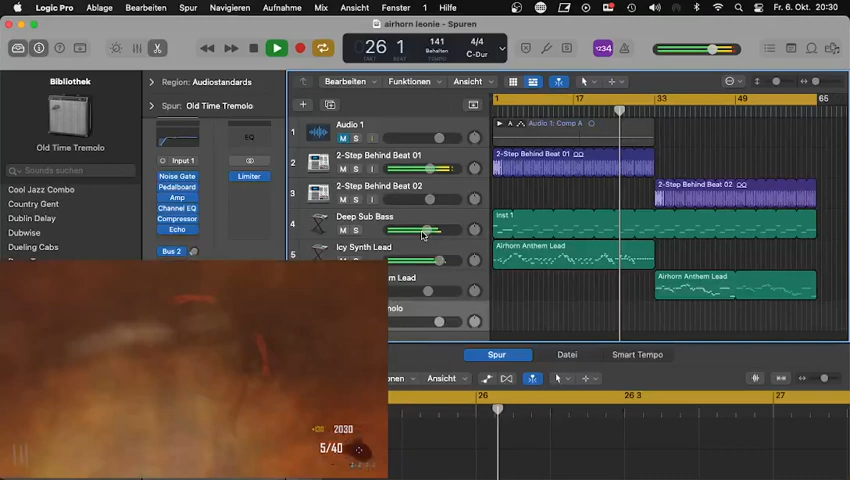 Logic Pro Ablage Bearbeiten Spur Navigieren Aufnahme Mix Ansicht Fenster 1 Hilfe Fr. 6. Okt. 20:30
airhorn leonie – Spuren
26 1 141 4/4
TAKT BEAT Behalten TEMPO C-Dur
1234
Bibliothek
Region: Audiostandards
Spur: Old Time Tremolo
Bearbeiten Funktionen Ansicht
1 17 33 49 65
Old Time Tremolo
Sounds suchen
Cool Jazz Combo
Country Gent
Dublin Delay
Dubwise
Dueling Cabs
EQ
Input 1
Noise Gate
Pedalboard
Amp
Channel EQ
Compressor
Echo
Limiter
Bus 2
1 Audio 1
M S I
2 2-Step Behind Beat 01
M S I
3 2-Step Behind Beat 02
M S I
4 Deep Sub Bass
M S
5 Icy Synth Lead
m Lead
molo
Audio 1: Comp A
2-Step Behind Beat 01
2-Step Behind Beat 02
Inst 1
Airhorn Anthem Lead
Airhorn Anthem Lead
Spur Datei Smart Tempo
onen Ansicht
26 26 3 27
2030
5/40